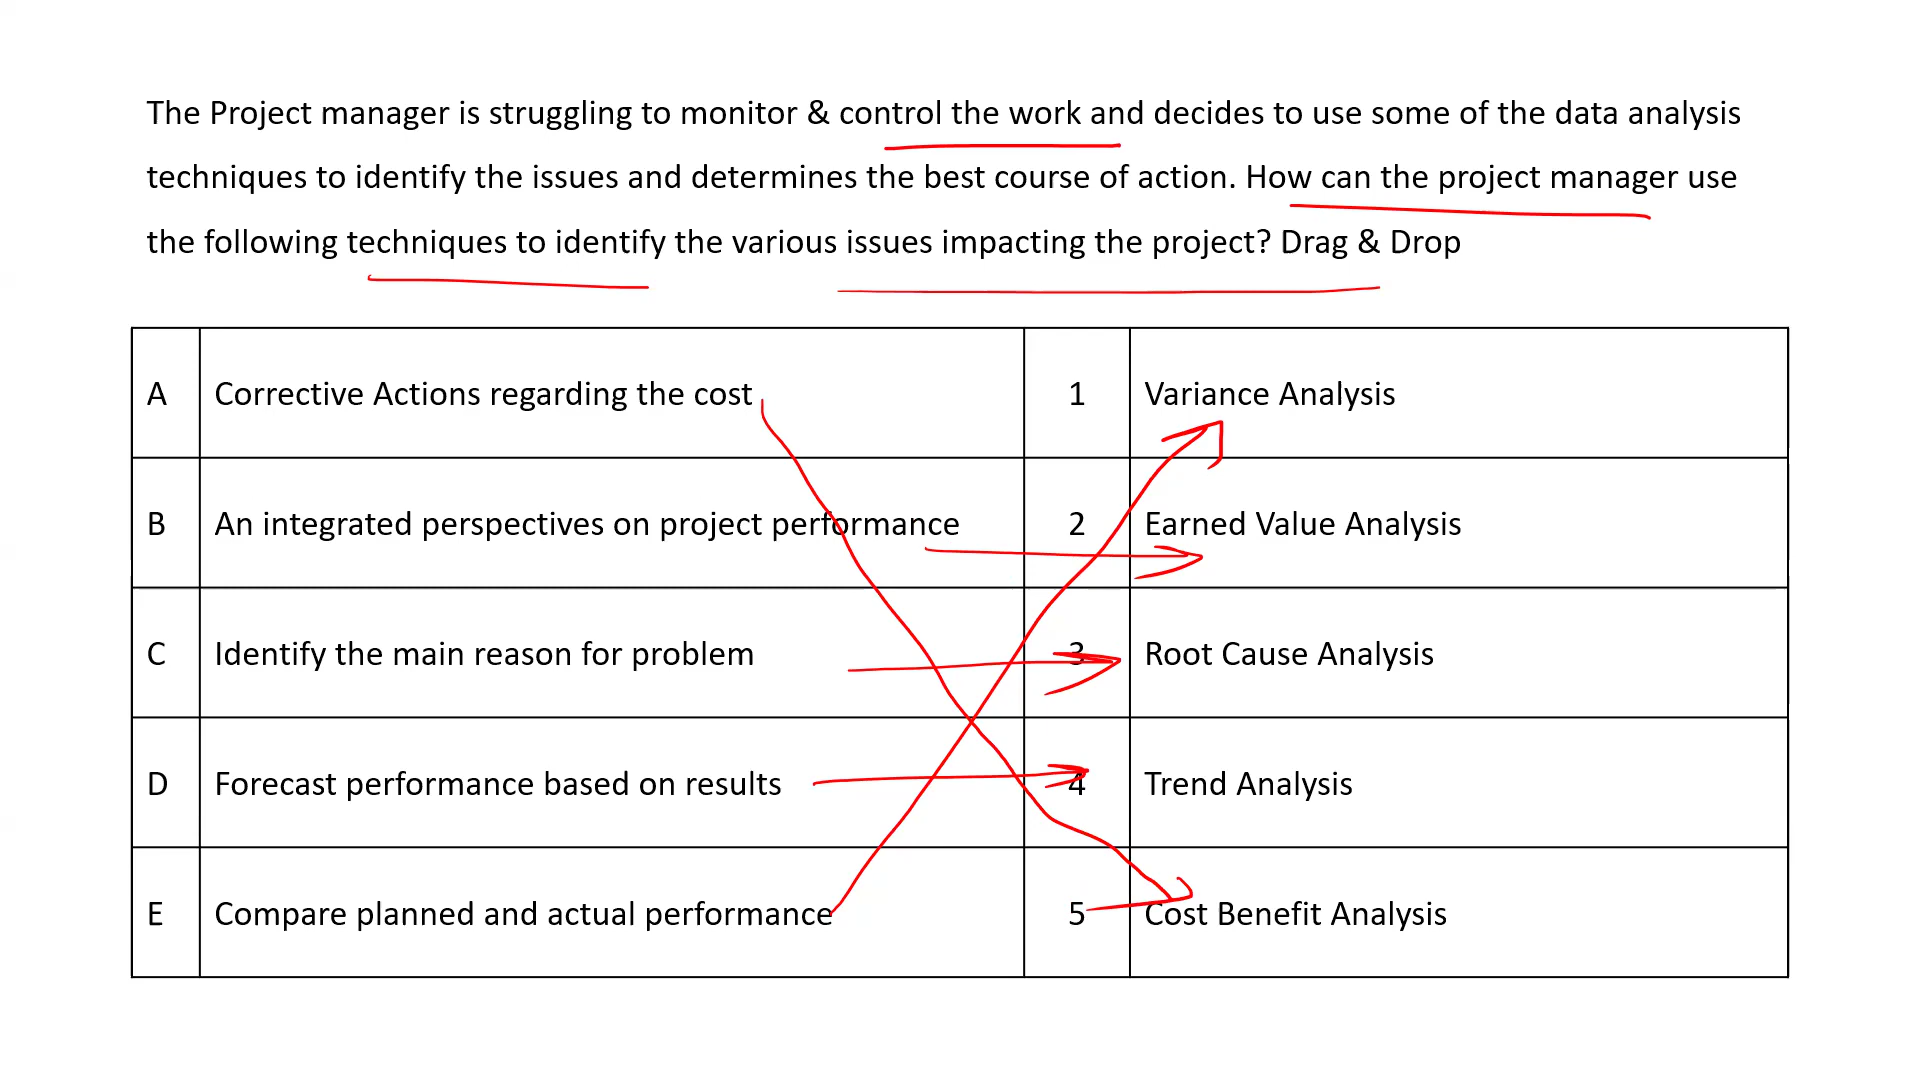 The Project manager is struggling to monitor & control the work and decides to use some of the data analysis
techniques to identify the issues and determines the best course of action. How can the project manager use
the following techniques to identify the various issues impacting the project? Drag & Drop
A Corrective Actions regarding the cost 1 Variance Analysis
B An integrated perspectives on project performance 2 Earned Value Analysis
C Identify the main reason for problem 3 Root Cause Analysis
D Forecast performance based on results 4 Trend Analysis
E Compare planned and actual performance 5 Cost Benefit Analysis